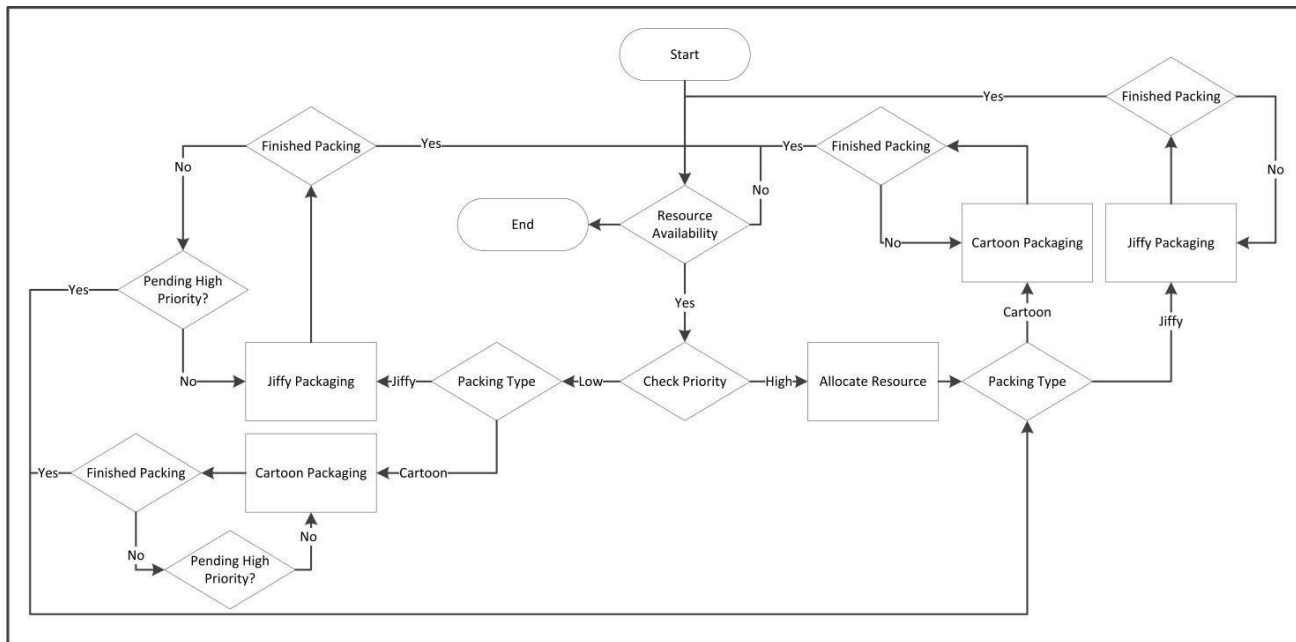 Start
Finished Packing
Yes
Finished Packing
Yes
Yes
Finished Packing
No
No
No
End
Resource
Availability
No
Cartoon Packaging
Jiffy Packaging
Yes
Pending High
Priority?
Yes
Cartoon
Jiffy
No
Jiffy Packaging
Jiffy
Packing Type
Low
Check Priority
High
Allocate Resource
Packing Type
Yes
Finished Packing
Cartoon Packaging
Cartoon
No
No
Pending High
Priority?